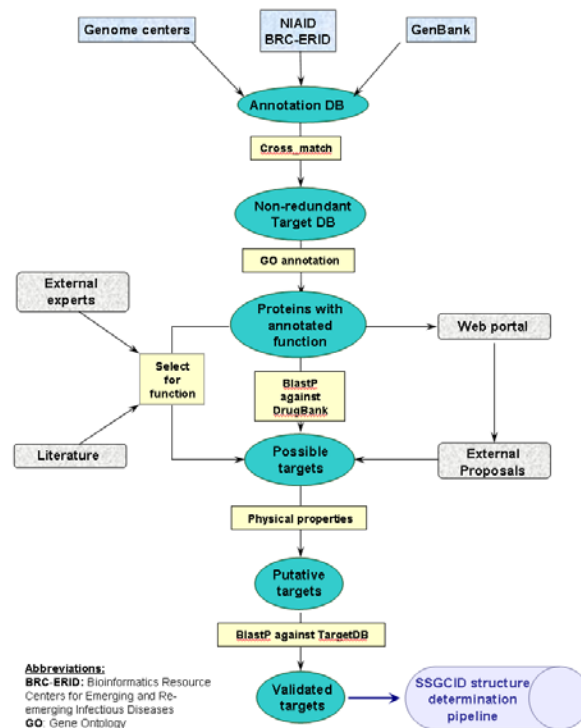 Genome centers
NIAID
BRC-ERID
GenBank
Annotation DB
Cross_match
Non-redundant
Target DB
GO annotation
External
experts
Proteins with
annotated
function
Web portal
Select
for
function
BlastP
against
DrugBank
Literature
Possible
targets
External
Proposals
Physical properties
Putative
targets
BlastP against TargetDB
Abbreviations:
BRC-ERID: Bioinformatics Resource
Centers for Emerging and Re-
emerging Infectious Diseases
GO: Gene Ontology
Validated
targets
SSGCID structure
determination
pipeline